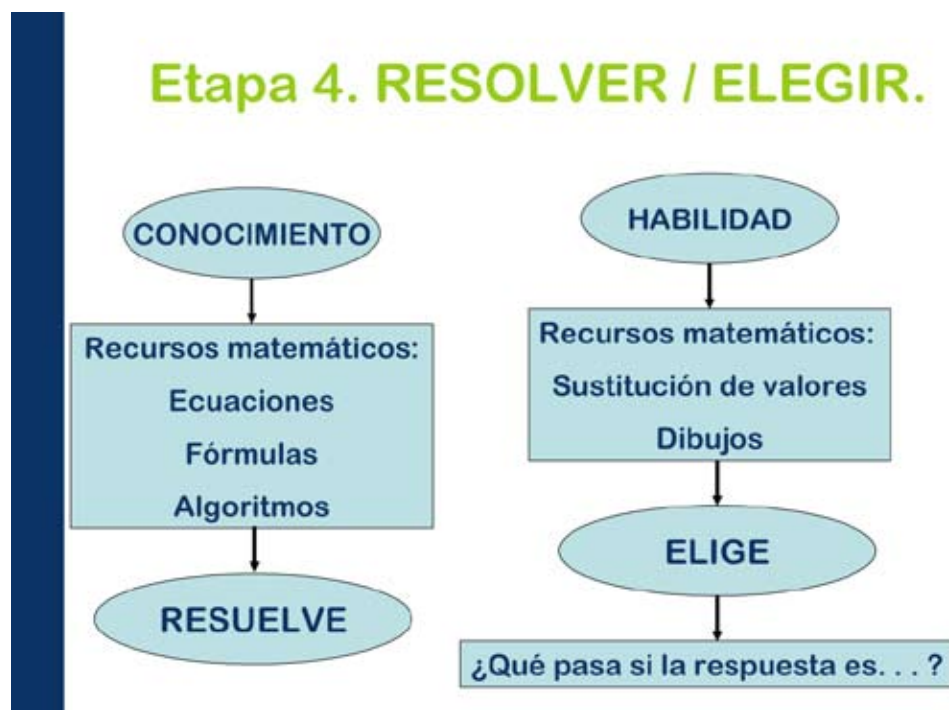 Etapa 4. RESOLVER / ELEGIR.
CONOCIMIENTO
Recursos matemáticos:
Ecuaciones
Fórmulas
Algoritmos
RESUELVE
HABILIDAD
Recursos matemáticos:
Sustitución de valores
Dibujos
ELIGE
¿Qué pasa si la respuesta es. . . ?